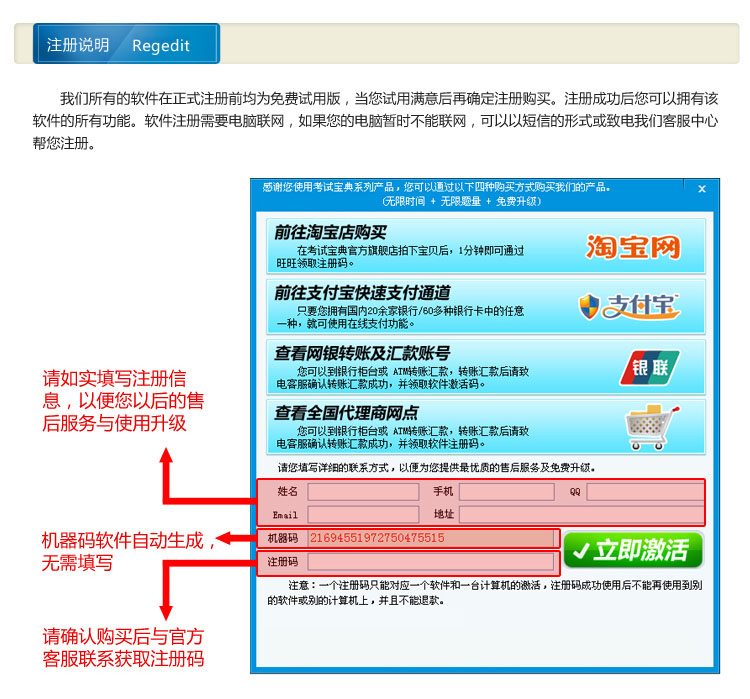 注册说明 Regedit
我们所有的软件在正式注册前均为免费试用版，当您试用满意后再确定注册购买。注册成功后您可以拥有该
软件的所有功能。软件注册需要电脑联网，如果您的电脑暂时不能联网，可以以短信的形式或致电我们客服中心
帮您注册。
感谢您使用考试宝典系列产品，您可以通过以下四种购买方式购买我们的产品。 x
(无限时间 + 无限题量 + 免费升级)
前往淘宝店购买
在考试宝典官方旗舰店拍下宝贝后，1分钟即可通过
旺旺领取注册码。
淘宝网
前往支付宝快速支付通道
只要您拥有国内20余家银行/60多种银行卡中的任意
一种，就可使用在线支付功能。
支付宝
查看网银转账及汇款账号
您可以到银行柜台或 ATM转账汇款，转账汇款后请致
电客服确认转账汇款成功，并领取软件激活码。
银联
查看全国代理商网点
您可以到银行柜台或 ATM转账汇款，转账汇款后请致
电客服确认转账汇款成功，并领取软件注册码。
请您填写详细的联系方式，以便为您提供最优质的售后服务及免费升级。
姓名 手机 QQ
Email 地址
机器码 21694551972750475515
注册码
立即激活
注意：一个注册码只能对应一个软件和一台计算机的激活，注册码成功使用后不能再使用到别
的软件或别的计算机上，并且不能退款。
请如实填写注册信
息，以便您以后的售
后服务与使用升级
机器码软件自动生成，
无需填写
请确认购买后与官方
客服联系获取注册码